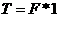 T = F * 1